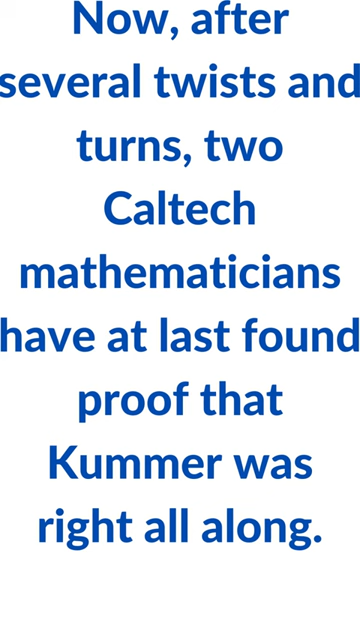 Now, after
several twists and
turns, two
Caltech
mathematicians
have at last found
proof that
Kummer was
right all along.